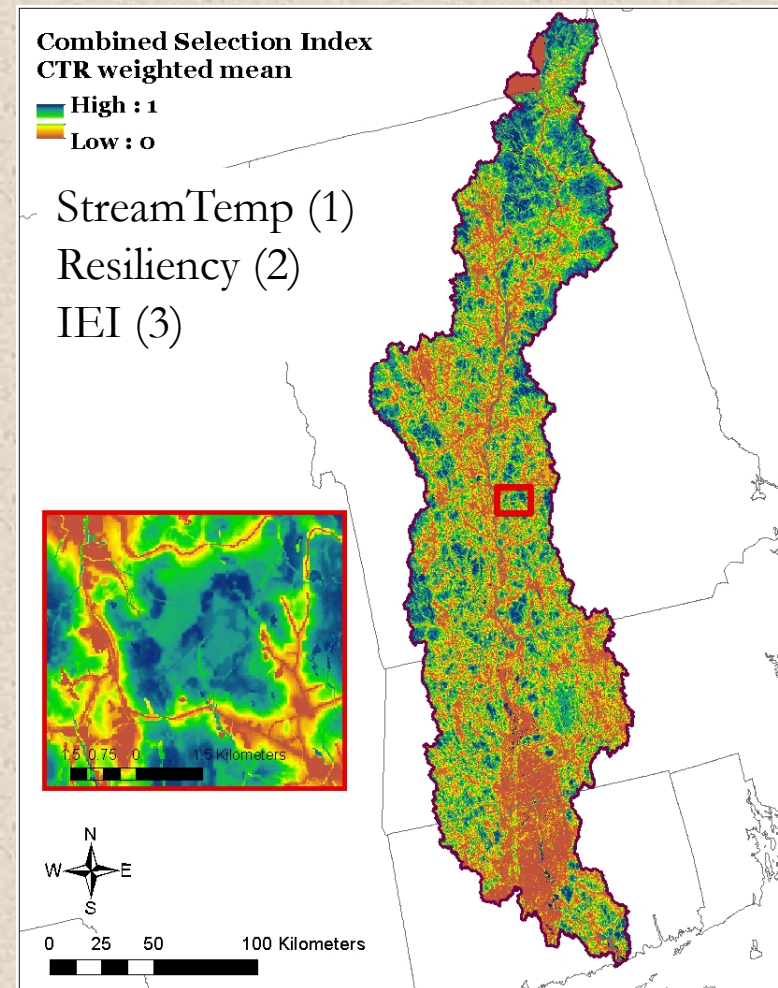 Combined Selection Index
CTR weighted mean
High : 1
Low : 0
StreamTemp (1)
Resiliency (2)
IEI (3)
1.5 0.75 0 1.5 Kilometers
N
W E
S
0 25 50 100 Kilometers